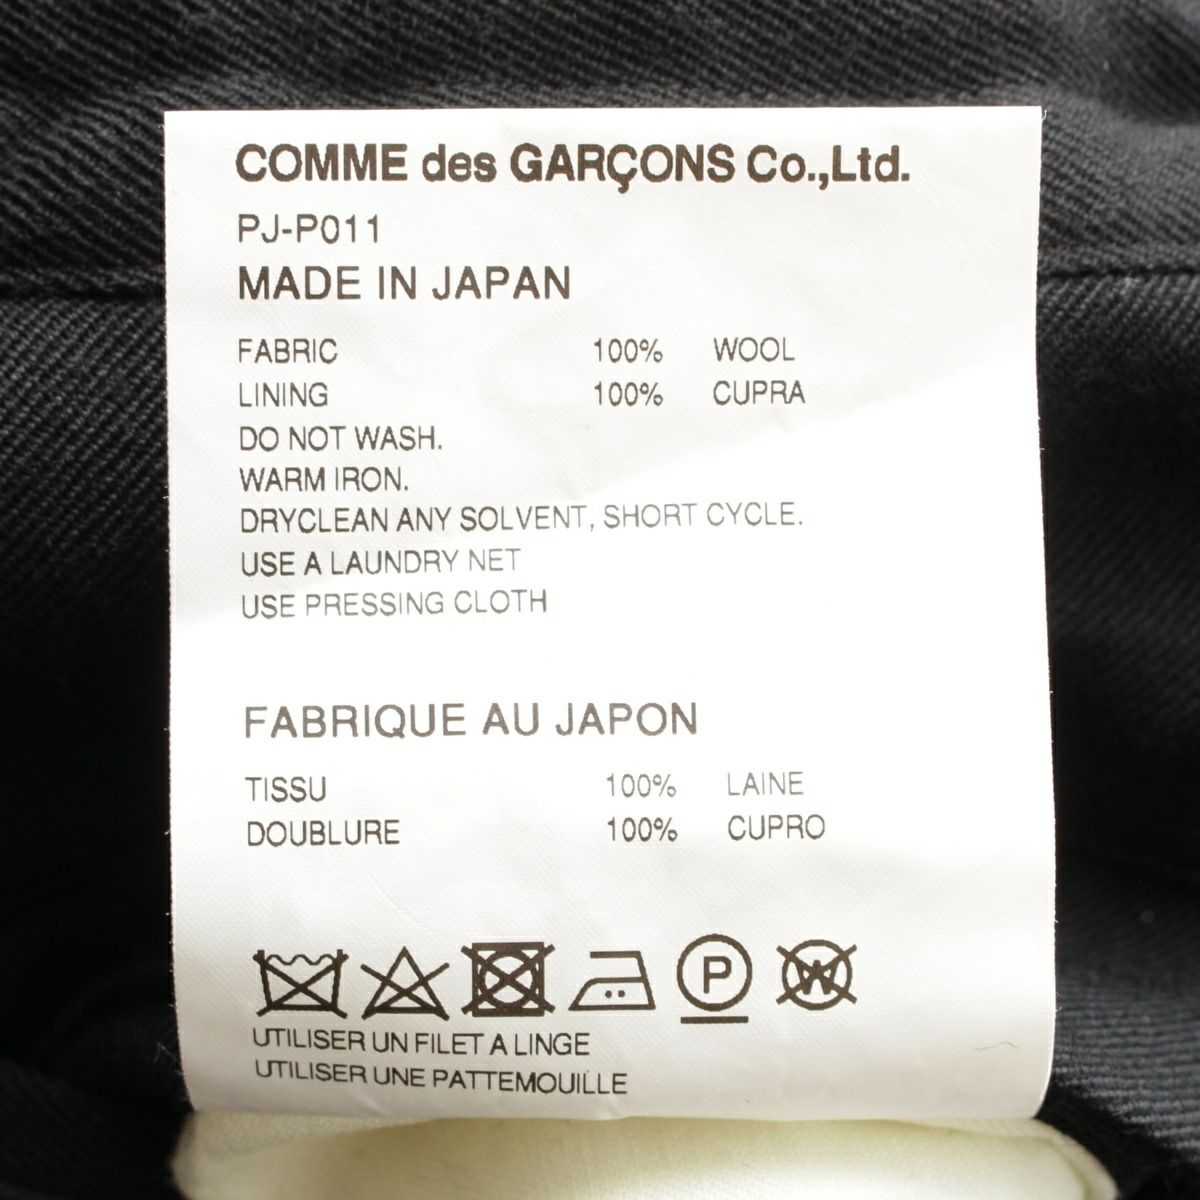 COMME des GARÇONS Co.,Ltd.
PJ-P011
MADE IN JAPAN
FABRIC 100% WOOL
LINING 100% CUPRA
DO NOT WASH.
WARM IRON.
DRYCLEAN ANY SOLVENT, SHORT CYCLE.
USE A LAUNDRY NET
USE PRESSING CLOTH
FABRIQUE AU JAPON
TISSU 100% LAINE
DOUBLURE 100% CUPRO
P W
UTILISER UN FILET A LINGE
UTILISER UNE PATTEMOUILLE